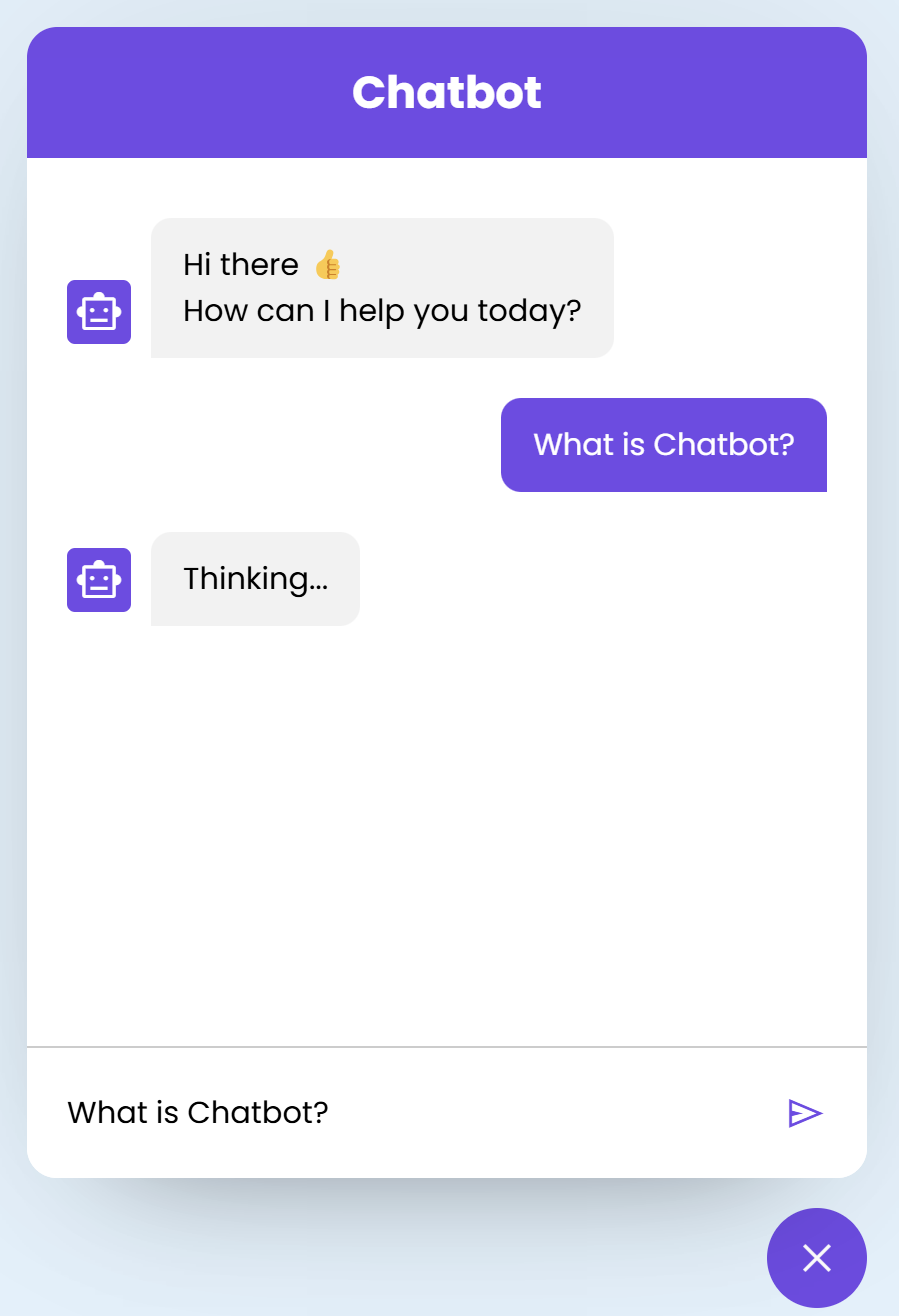 Chatbot
Hi there 👍
How can I help you today?
What is Chatbot?
Thinking...
What is Chatbot?